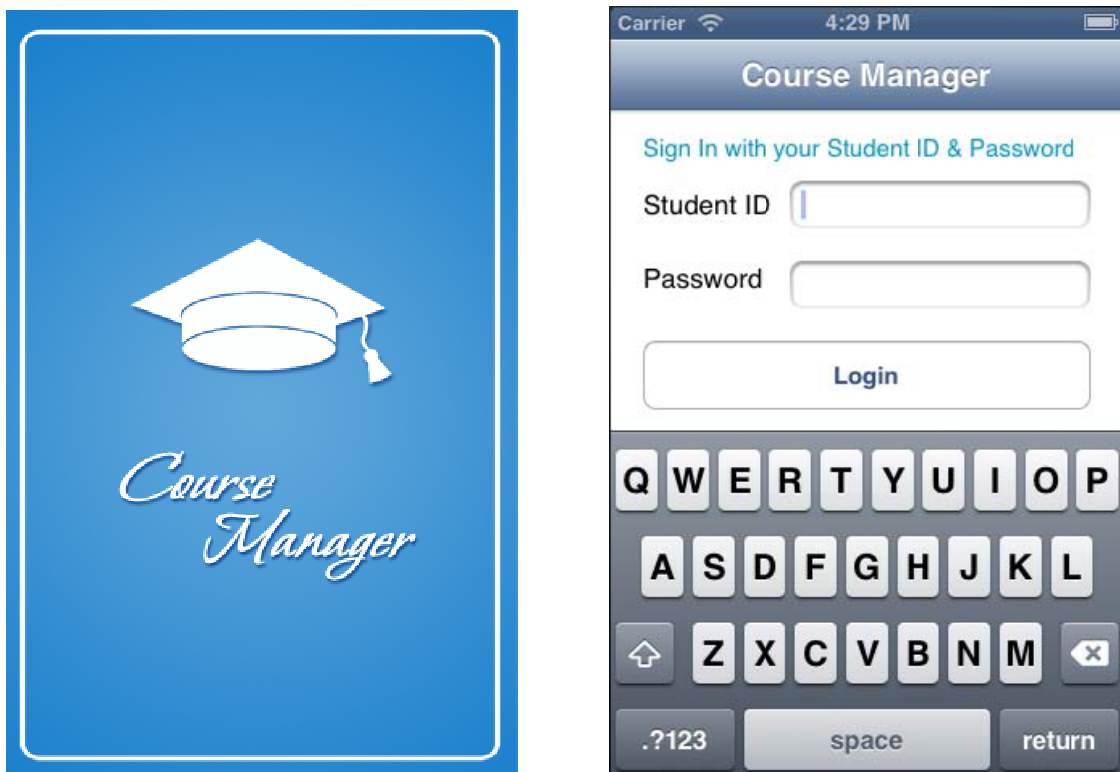 Course
Manager
Carrier 4:29 PM
Course Manager
Sign In with your Student ID & Password
Student ID
Password
Login
Q W E R T Y U I O P
A S D F G H J K L
Z X C V B N M
.?123 space return